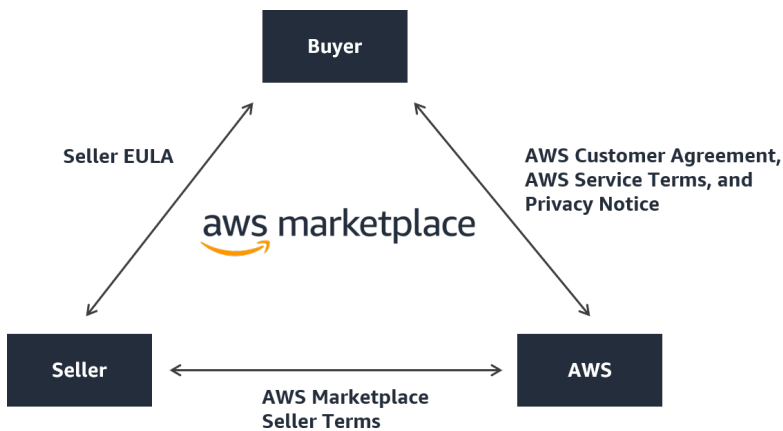 Buyer
Seller EULA
AWS Customer Agreement,
AWS Service Terms, and
Privacy Notice
aws marketplace
Seller
AWS
AWS Marketplace
Seller Terms